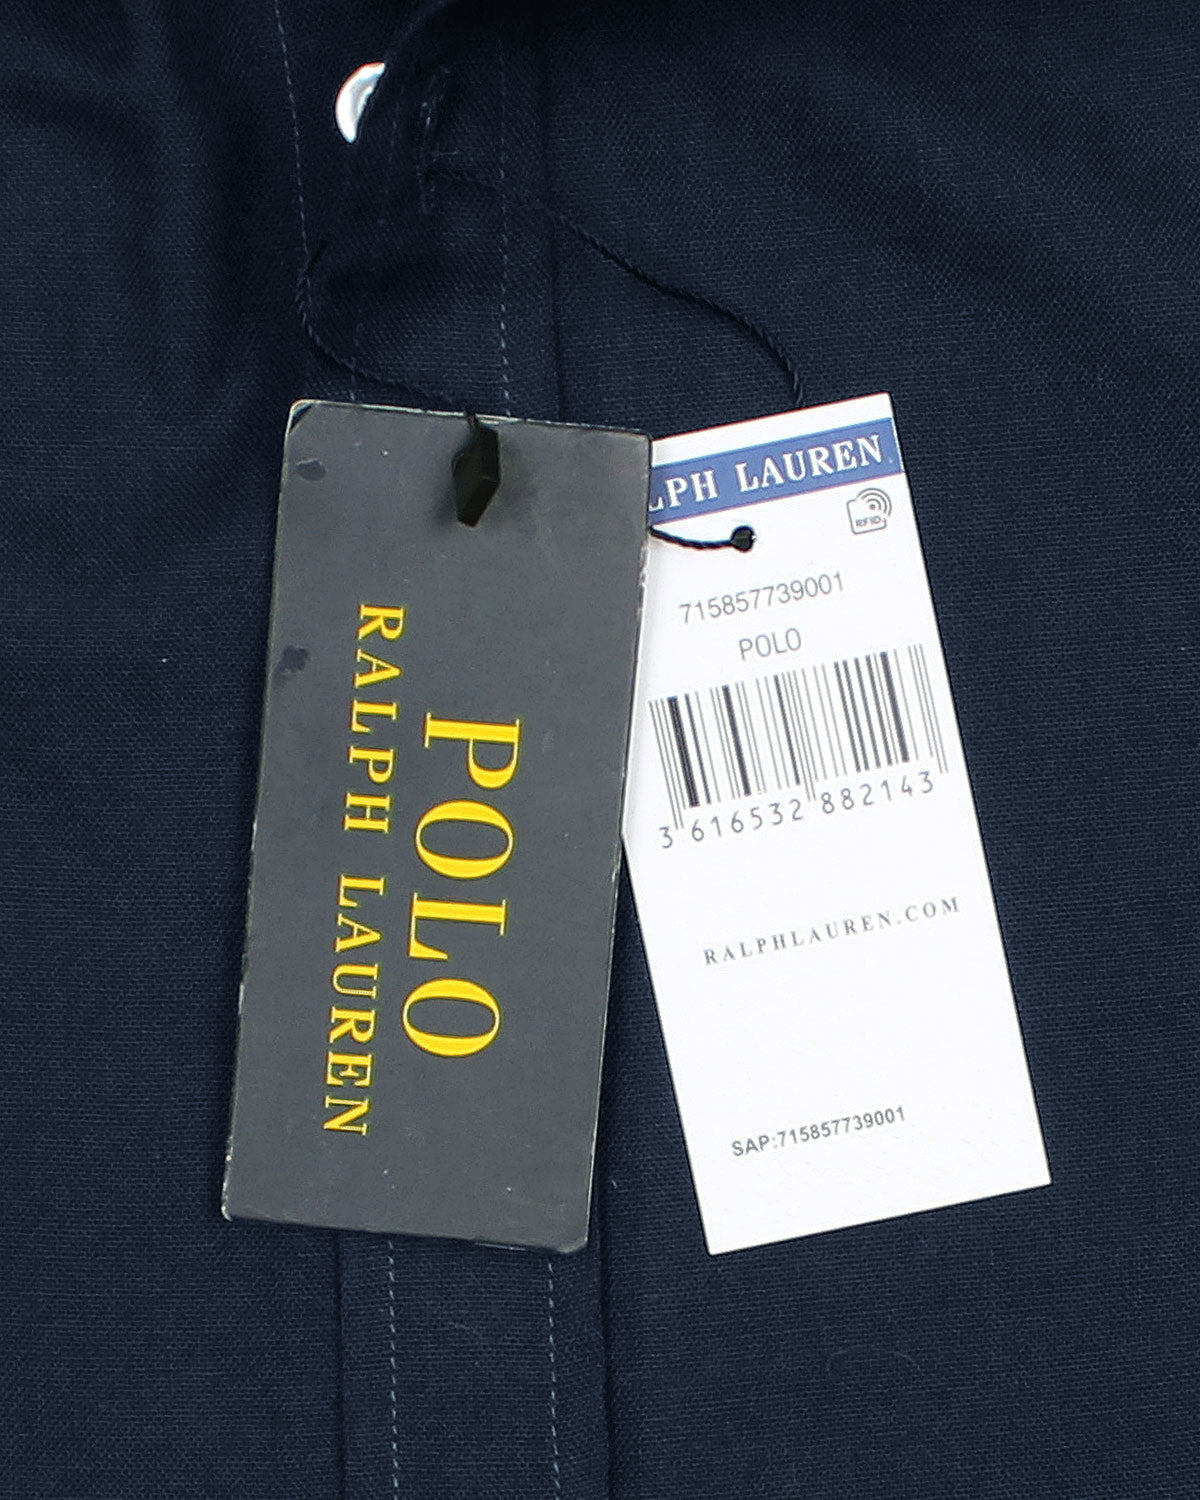 POLO
RALPH LAUREN
LPH LAUREN
RFID
715857739001
POLO
3 616532 882143
RALPHLAUREN.COM
SAP:715857739001